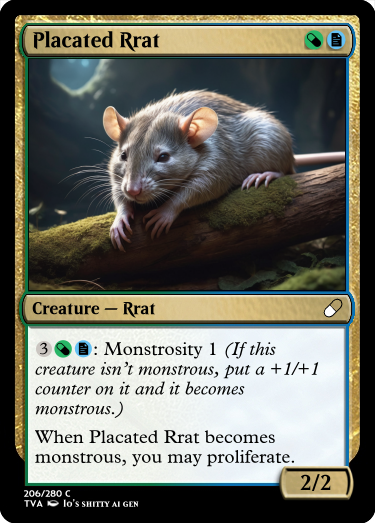 Placated Rrat
Creature — Rrat
3: Monstrosity 1 (If this
creature isn't monstrous, put a +1/+1
counter on it and it becomes
monstrous.)
When Placated Rrat becomes
monstrous, you may proliferate.
2/2
206/280 C
TVA Io's shitty ai gen